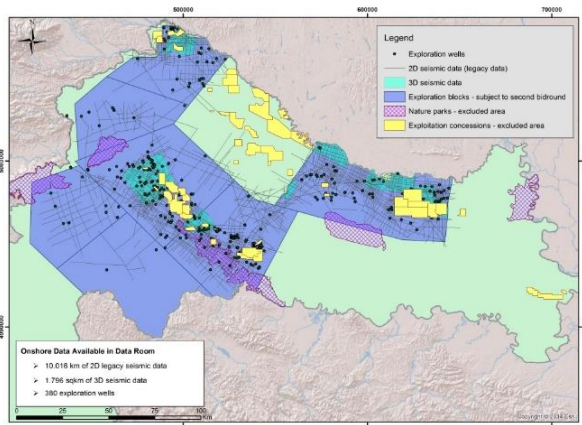 500000
600000
700000
Legend
Exploration wells
2D seismic data (legacy data)
3D seismic data
Exploration blocks - subject to second bidround
Nature parks - excluded area
Exploitation concessions - excluded area
Onshore Data Available in Data Room
➢ 10.016 km of 2D legacy seismic data
➢ 1.796 sqkm of 3D seismic data
➢ 380 exploration wells
0 25 50 75 100
Km